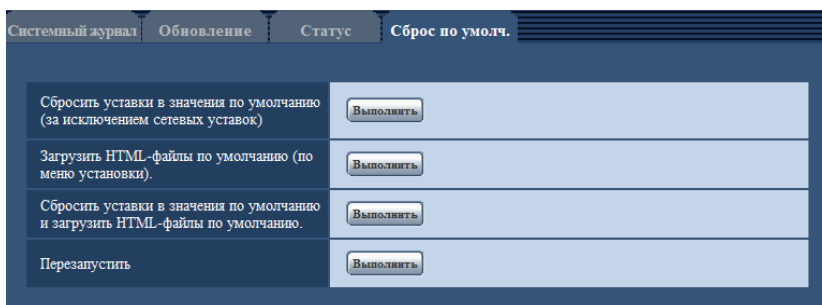 Системный журнал Обновление Статус Сброс по умолч.
Сбросить уставки в значения по умолчанию
(за исключением сетевых уставок)
Выполнить
Загрузить HTML-файлы по умолчанию (по
меню установки).
Выполнить
Сбросить уставки в значения по умолчанию
и загрузить HTML-файлы по умолчанию.
Выполнить
Перезапустить
Выполнить